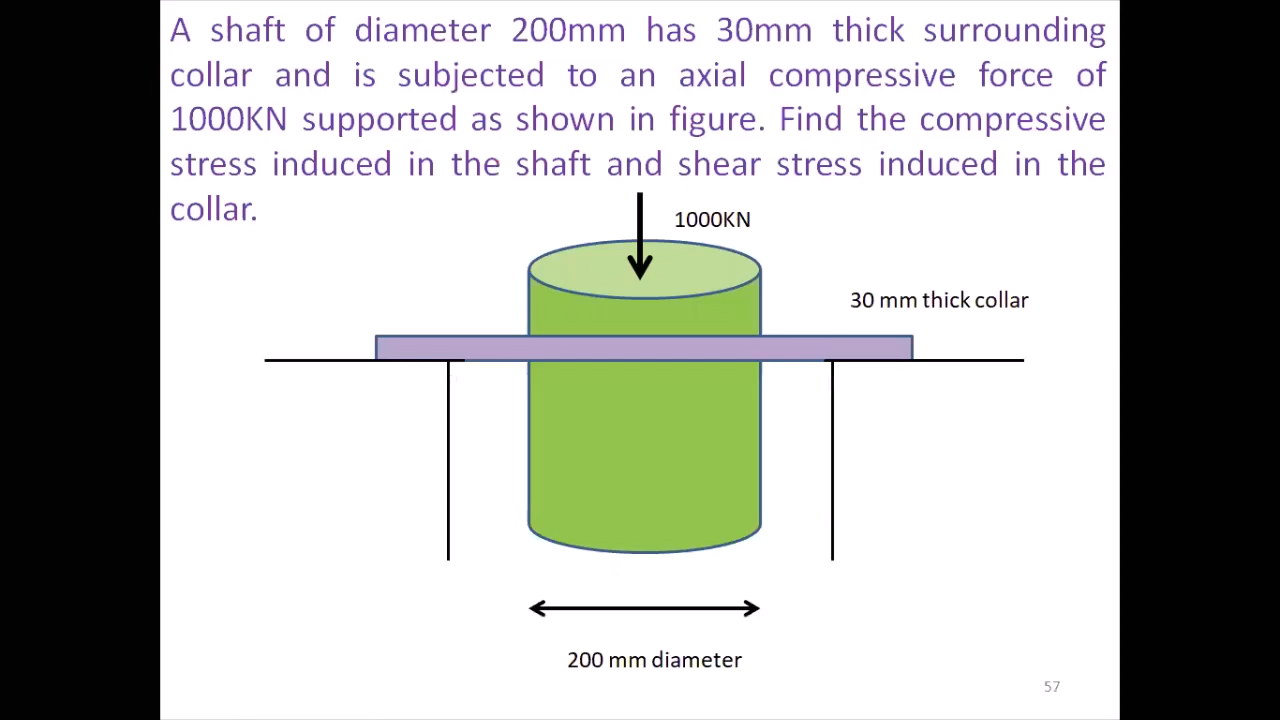 A shaft of diameter 200mm has 30mm thick surrounding
collar and is subjected to an axial compressive force of
1000KN supported as shown in figure. Find the compressive
stress induced in the shaft and shear stress induced in the
collar.
1000KN
30 mm thick collar
200 mm diameter
57